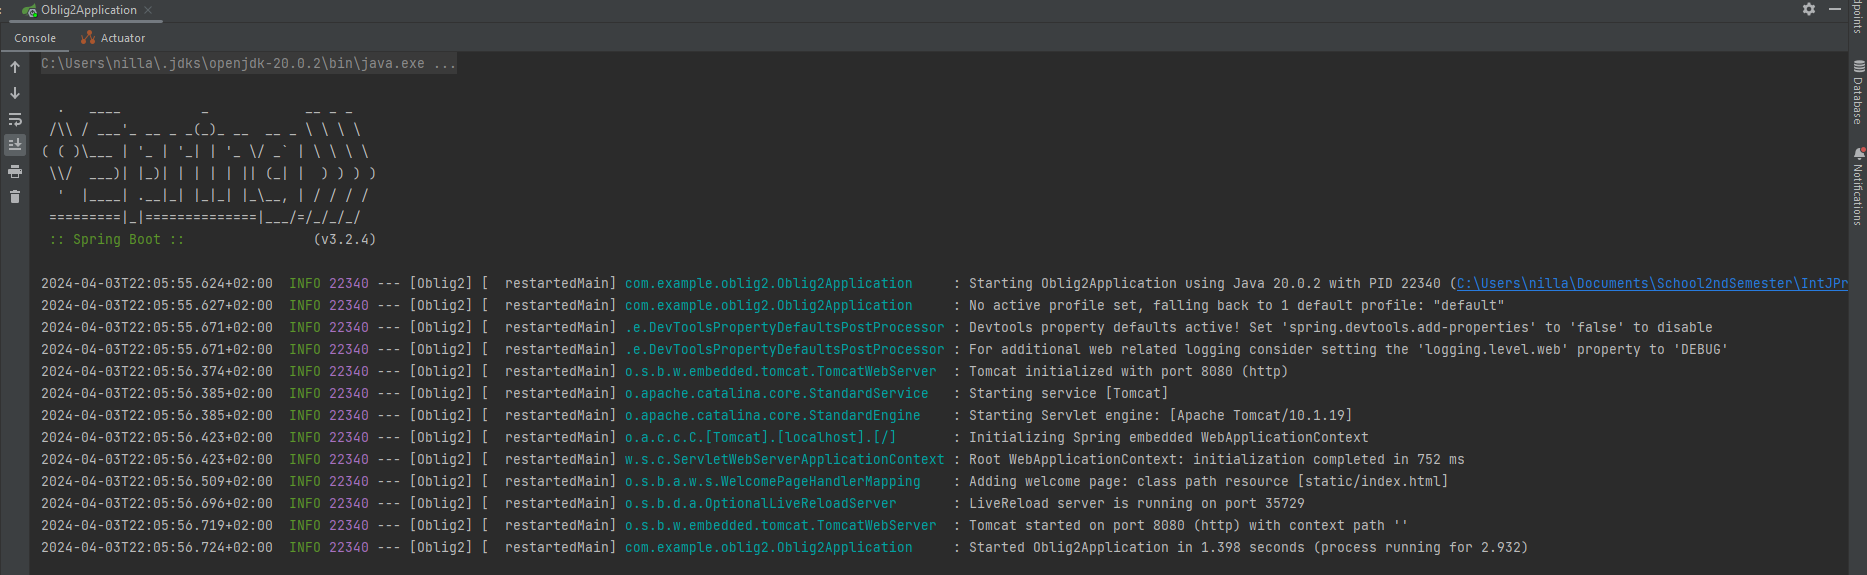 Oblig2Application
Console
Actuator
C:\Users\nilla\.jdks\openjdk-20.0.2\bin\java.exe ...
  .   ____          _            __ _ _
 /\\ / ___'_ __ _ _(_)_ __  __ _ \ \ \ \
( ( )\___ | '_ | '_| | '_ \/ _` | \ \ \ \
 \\/  ___)| |_)| | | | | || (_| |  ) ) ) )
  '  |____| .__|_| |_|_| |_\__, | / / / /
 =========|_|==============|___/=/_/_/_/
 :: Spring Boot ::                (v3.2.4)
2024-04-03T22:05:55.624+02:00  INFO 22340 --- [Oblig2] [  restartedMain] com.example.oblig2.Oblig2Application     : Starting Oblig2Application using Java 20.0.2 with PID 22340 (C:\Users\nilla\Documents\School2ndSemester\IntJPr
2024-04-03T22:05:55.627+02:00  INFO 22340 --- [Oblig2] [  restartedMain] com.example.oblig2.Oblig2Application     : No active profile set, falling back to 1 default profile: "default"
2024-04-03T22:05:55.671+02:00  INFO 22340 --- [Oblig2] [  restartedMain] .e.DevToolsPropertyDefaultsPostProcessor : Devtools property defaults active! Set 'spring.devtools.add-properties' to 'false' to disable
2024-04-03T22:05:55.671+02:00  INFO 22340 --- [Oblig2] [  restartedMain] .e.DevToolsPropertyDefaultsPostProcessor : For additional web related logging consider setting the 'logging.level.web' property to 'DEBUG'
2024-04-03T22:05:56.374+02:00  INFO 22340 --- [Oblig2] [  restartedMain] o.s.b.w.embedded.tomcat.TomcatWebServer  : Tomcat initialized with port 8080 (http)
2024-04-03T22:05:56.385+02:00  INFO 22340 --- [Oblig2] [  restartedMain] o.apache.catalina.core.StandardService   : Starting service [Tomcat]
2024-04-03T22:05:56.385+02:00  INFO 22340 --- [Oblig2] [  restartedMain] o.apache.catalina.core.StandardEngine    : Starting Servlet engine: [Apache Tomcat/10.1.19]
2024-04-03T22:05:56.423+02:00  INFO 22340 --- [Oblig2] [  restartedMain] o.a.c.c.C.[Tomcat].[localhost].[/]       : Initializing Spring embedded WebApplicationContext
2024-04-03T22:05:56.423+02:00  INFO 22340 --- [Oblig2] [  restartedMain] w.s.c.ServletWebServerApplicationContext : Root WebApplicationContext: initialization completed in 752 ms
2024-04-03T22:05:56.509+02:00  INFO 22340 --- [Oblig2] [  restartedMain] o.s.b.a.w.s.WelcomePageHandlerMapping    : Adding welcome page: class path resource [static/index.html]
2024-04-03T22:05:56.696+02:00  INFO 22340 --- [Oblig2] [  restartedMain] o.s.b.d.a.OptionalLiveReloadServer       : LiveReload server is running on port 35729
2024-04-03T22:05:56.719+02:00  INFO 22340 --- [Oblig2] [  restartedMain] o.s.b.w.embedded.tomcat.TomcatWebServer  : Tomcat started on port 8080 (http) with context path ''
2024-04-03T22:05:56.724+02:00  INFO 22340 --- [Oblig2] [  restartedMain] com.example.oblig2.Oblig2Application     : Started Oblig2Application in 1.398 seconds (process running for 2.932)
dpoints
Database
Notifications